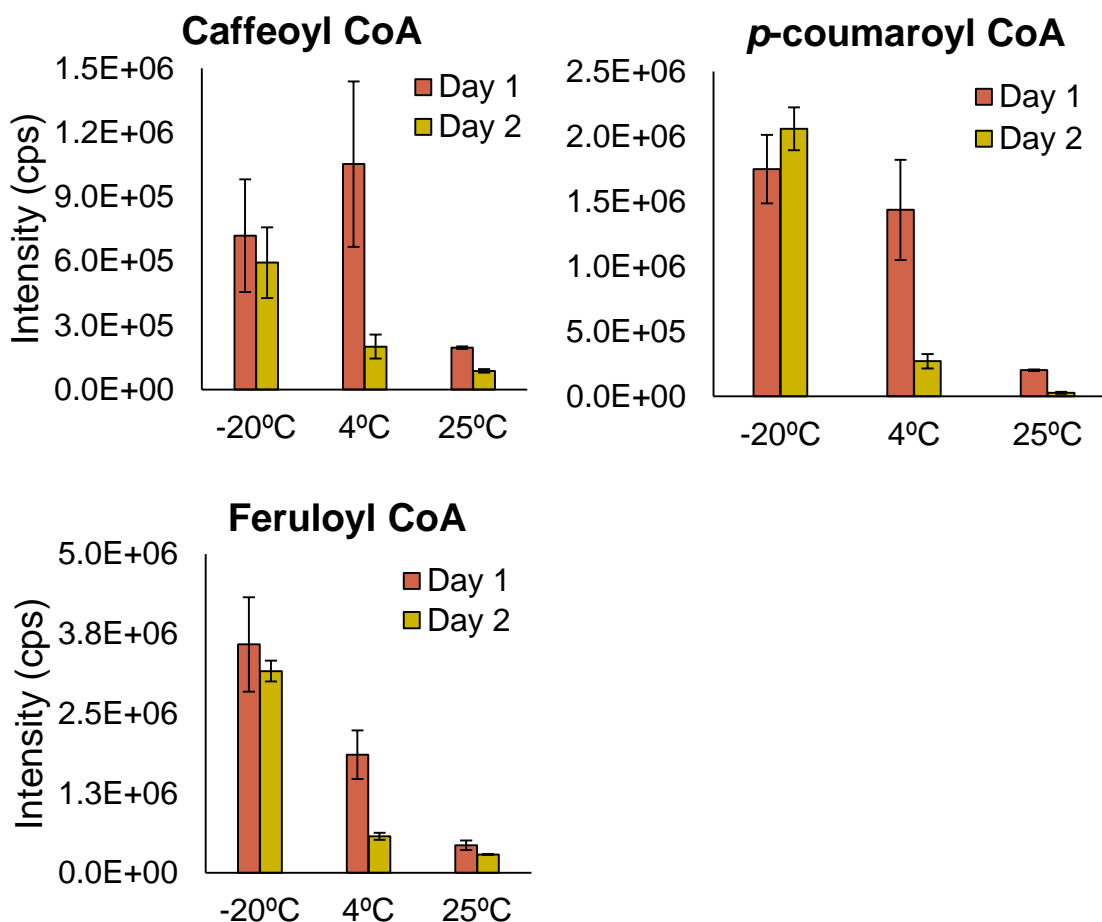 Caffeoyl CoA
Intensity (cps)
1.5E+06
1.2E+06
9.0E+05
6.0E+05
3.0E+05
0.0E+00
Day 1
Day 2
-20ºC 4ºC 25ºC
p-coumaroyl CoA
2.5E+06
2.0E+06
1.5E+06
1.0E+06
5.0E+05
0.0E+00
Day 1
Day 2
-20ºC 4ºC 25ºC
Feruloyl CoA
Intensity (cps)
5.0E+06
3.8E+06
2.5E+06
1.3E+06
0.0E+00
Day 1
Day 2
-20ºC 4ºC 25ºC